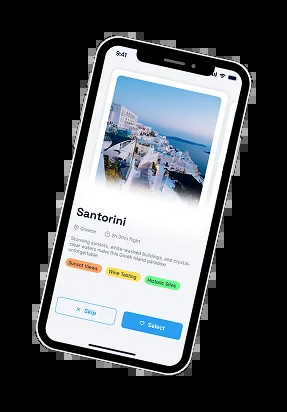 9:41
Santorini
Greece 2h 30m flight
Stunning sunsets, white-washed buildings, and crystal-
clear waters make this Greek island paradise
unforgettable.
Sunset Views Wine Tasting Historic Sites
Skip Select